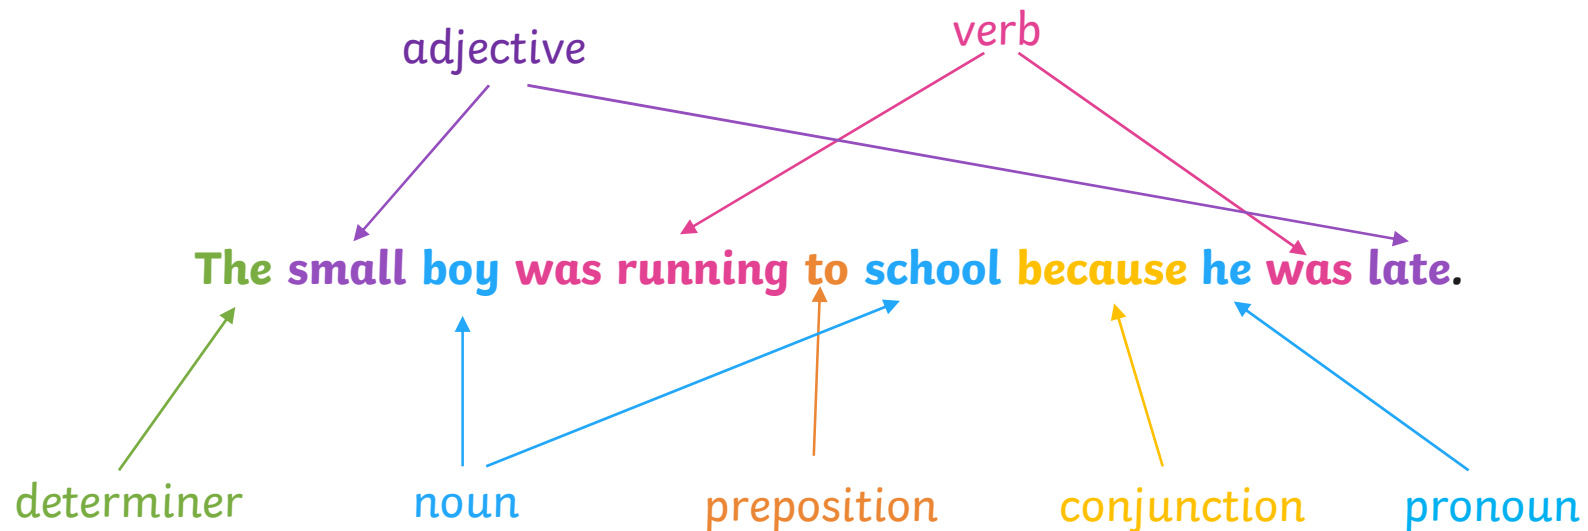 adjective
verb
The small boy was running to school because he was late.
determiner
noun
preposition
conjunction
pronoun